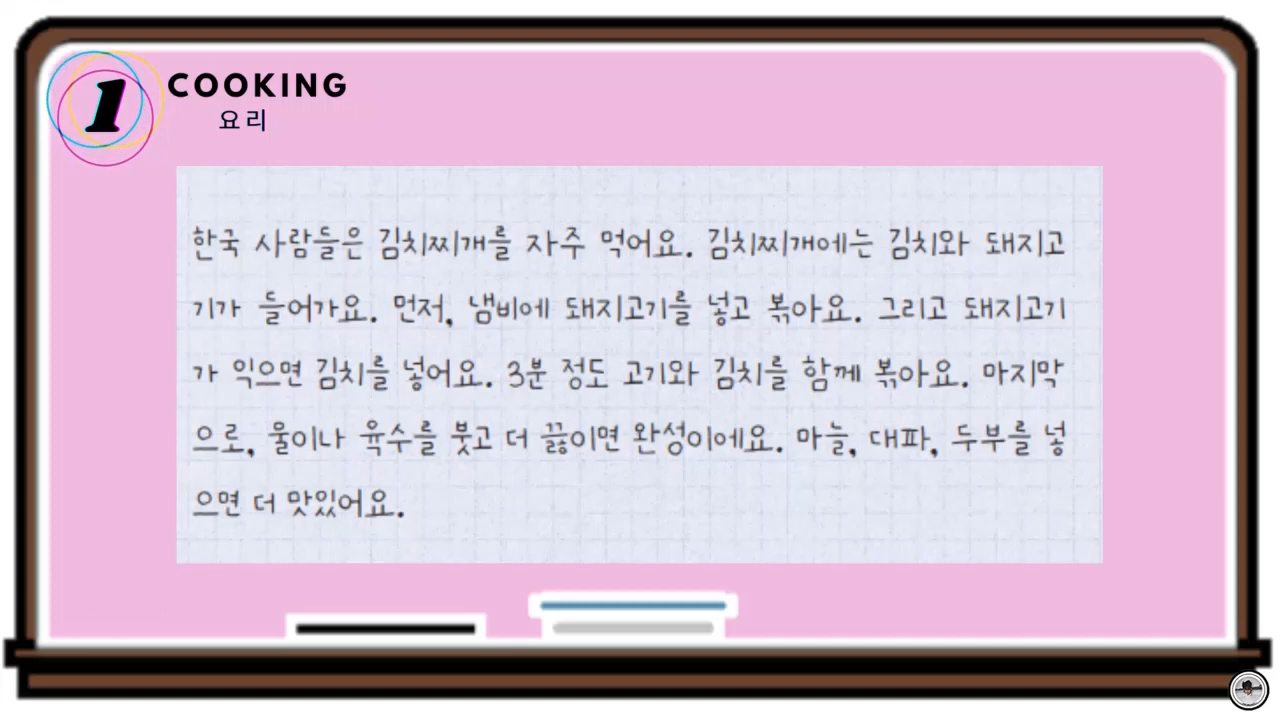 1
COOKING
요리
한국 사람들은 김치찌개를 자주 먹어요. 김치찌개에는 김치와 돼지고
기가 들어가요. 먼저, 냄비에 돼지고기를 넣고 볶아요. 그리고 돼지고기
가 익으면 김치를 넣어요. 3분 정도 고기와 김치를 함께 볶아요. 마지막
으로, 물이나 육수를 붓고 더 끓이면 완성이에요. 마늘, 대파, 두부를 넣
으면 더 맛있어요.